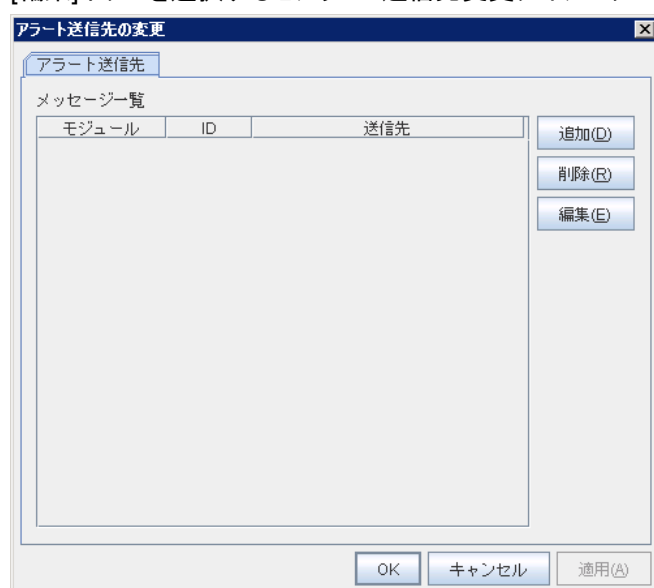 アラート送信先の変更
アラート送信先
メッセージ一覧
モジュール ID 送信先
追加(D)
削除(R)
編集(E)
OK キャンセル 適用(A)